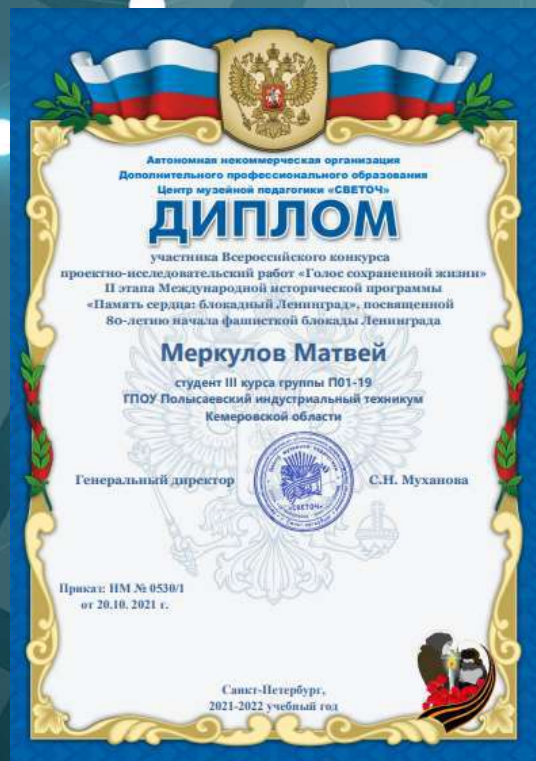 Автономная некоммерческая организация
Дополнительного профессионального образования
Центр музейной педагогики «СВЕТОЧ»
ДИПЛОМ
участника Всероссийского конкурса
проектно-исследовательский работ «Голос сохраненной жизни»
II этапа Международной исторической программы
«Память сердца: блокадный Ленинград», посвященной
80-летию начала фашисткой блокады Ленинграда
Меркулов Матвей
студент III курса группы П01-19
ГПОУ Полысаевский индустриальный техникум
Кемеровской области
Генеральный директор
«СВЕТОЧ»
С.Н. Муханова
Приказ: НМ № 0530/1
от 20.10. 2021 г.
Санкт-Петербург,
2021-2022 учебный год